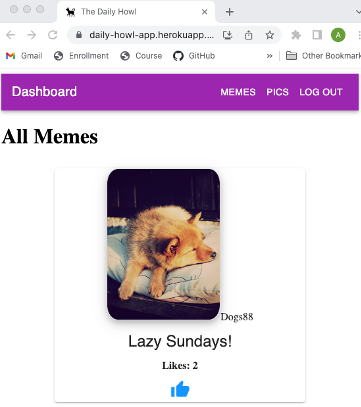 The Daily Howl
daily-howl-app.herokuapp....
A
Gmail Enrollment Course GitHub » Other Bookmark
Dashboard MEMES PICS LOG OUT
All Memes
Dogs88
Lazy Sundays!
Likes: 2